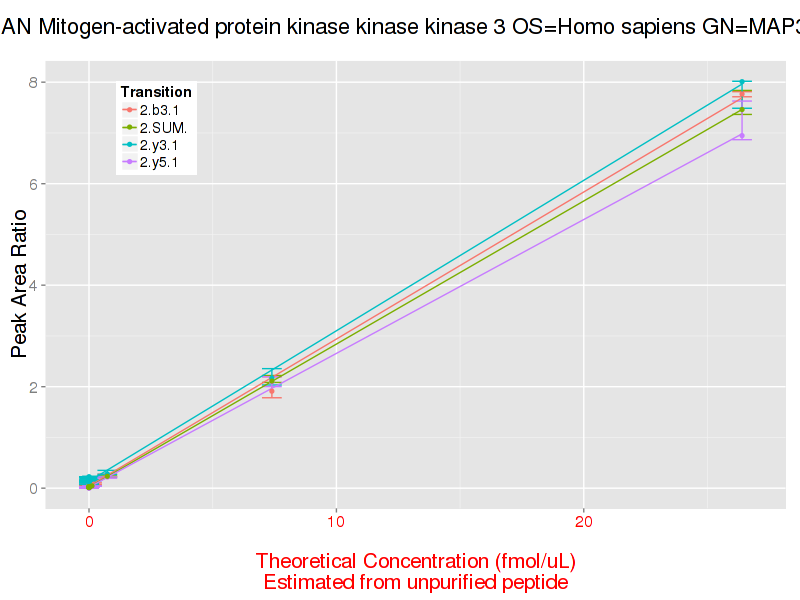 AN Mitogen-activated protein kinase kinase kinase 3 OS=Homo sapiens GN=MAP3
Transition
2.b3.1
2.SUM.
2.y3.1
2.y5.1
8
6
4
2
0
Peak Area Ratio
0 10 20
Theoretical Concentration (fmol/uL)
Estimated from unpurified peptide